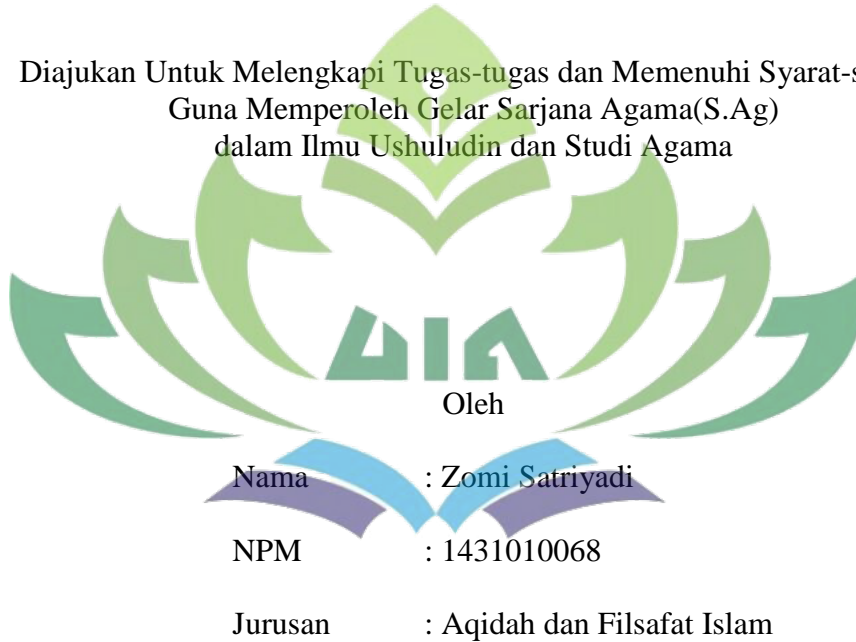 Diajukan Untuk Melengkapi Tugas-tugas dan Memenuhi Syarat-s
Guna Memperoleh Gelar Sarjana Agama(S.Ag)
dalam Ilmu Ushuludin dan Studi Agama
UIN
Oleh
Nama : Zomi Satriyadi
NPM : 1431010068
Jurusan : Aqidah dan Filsafat Islam